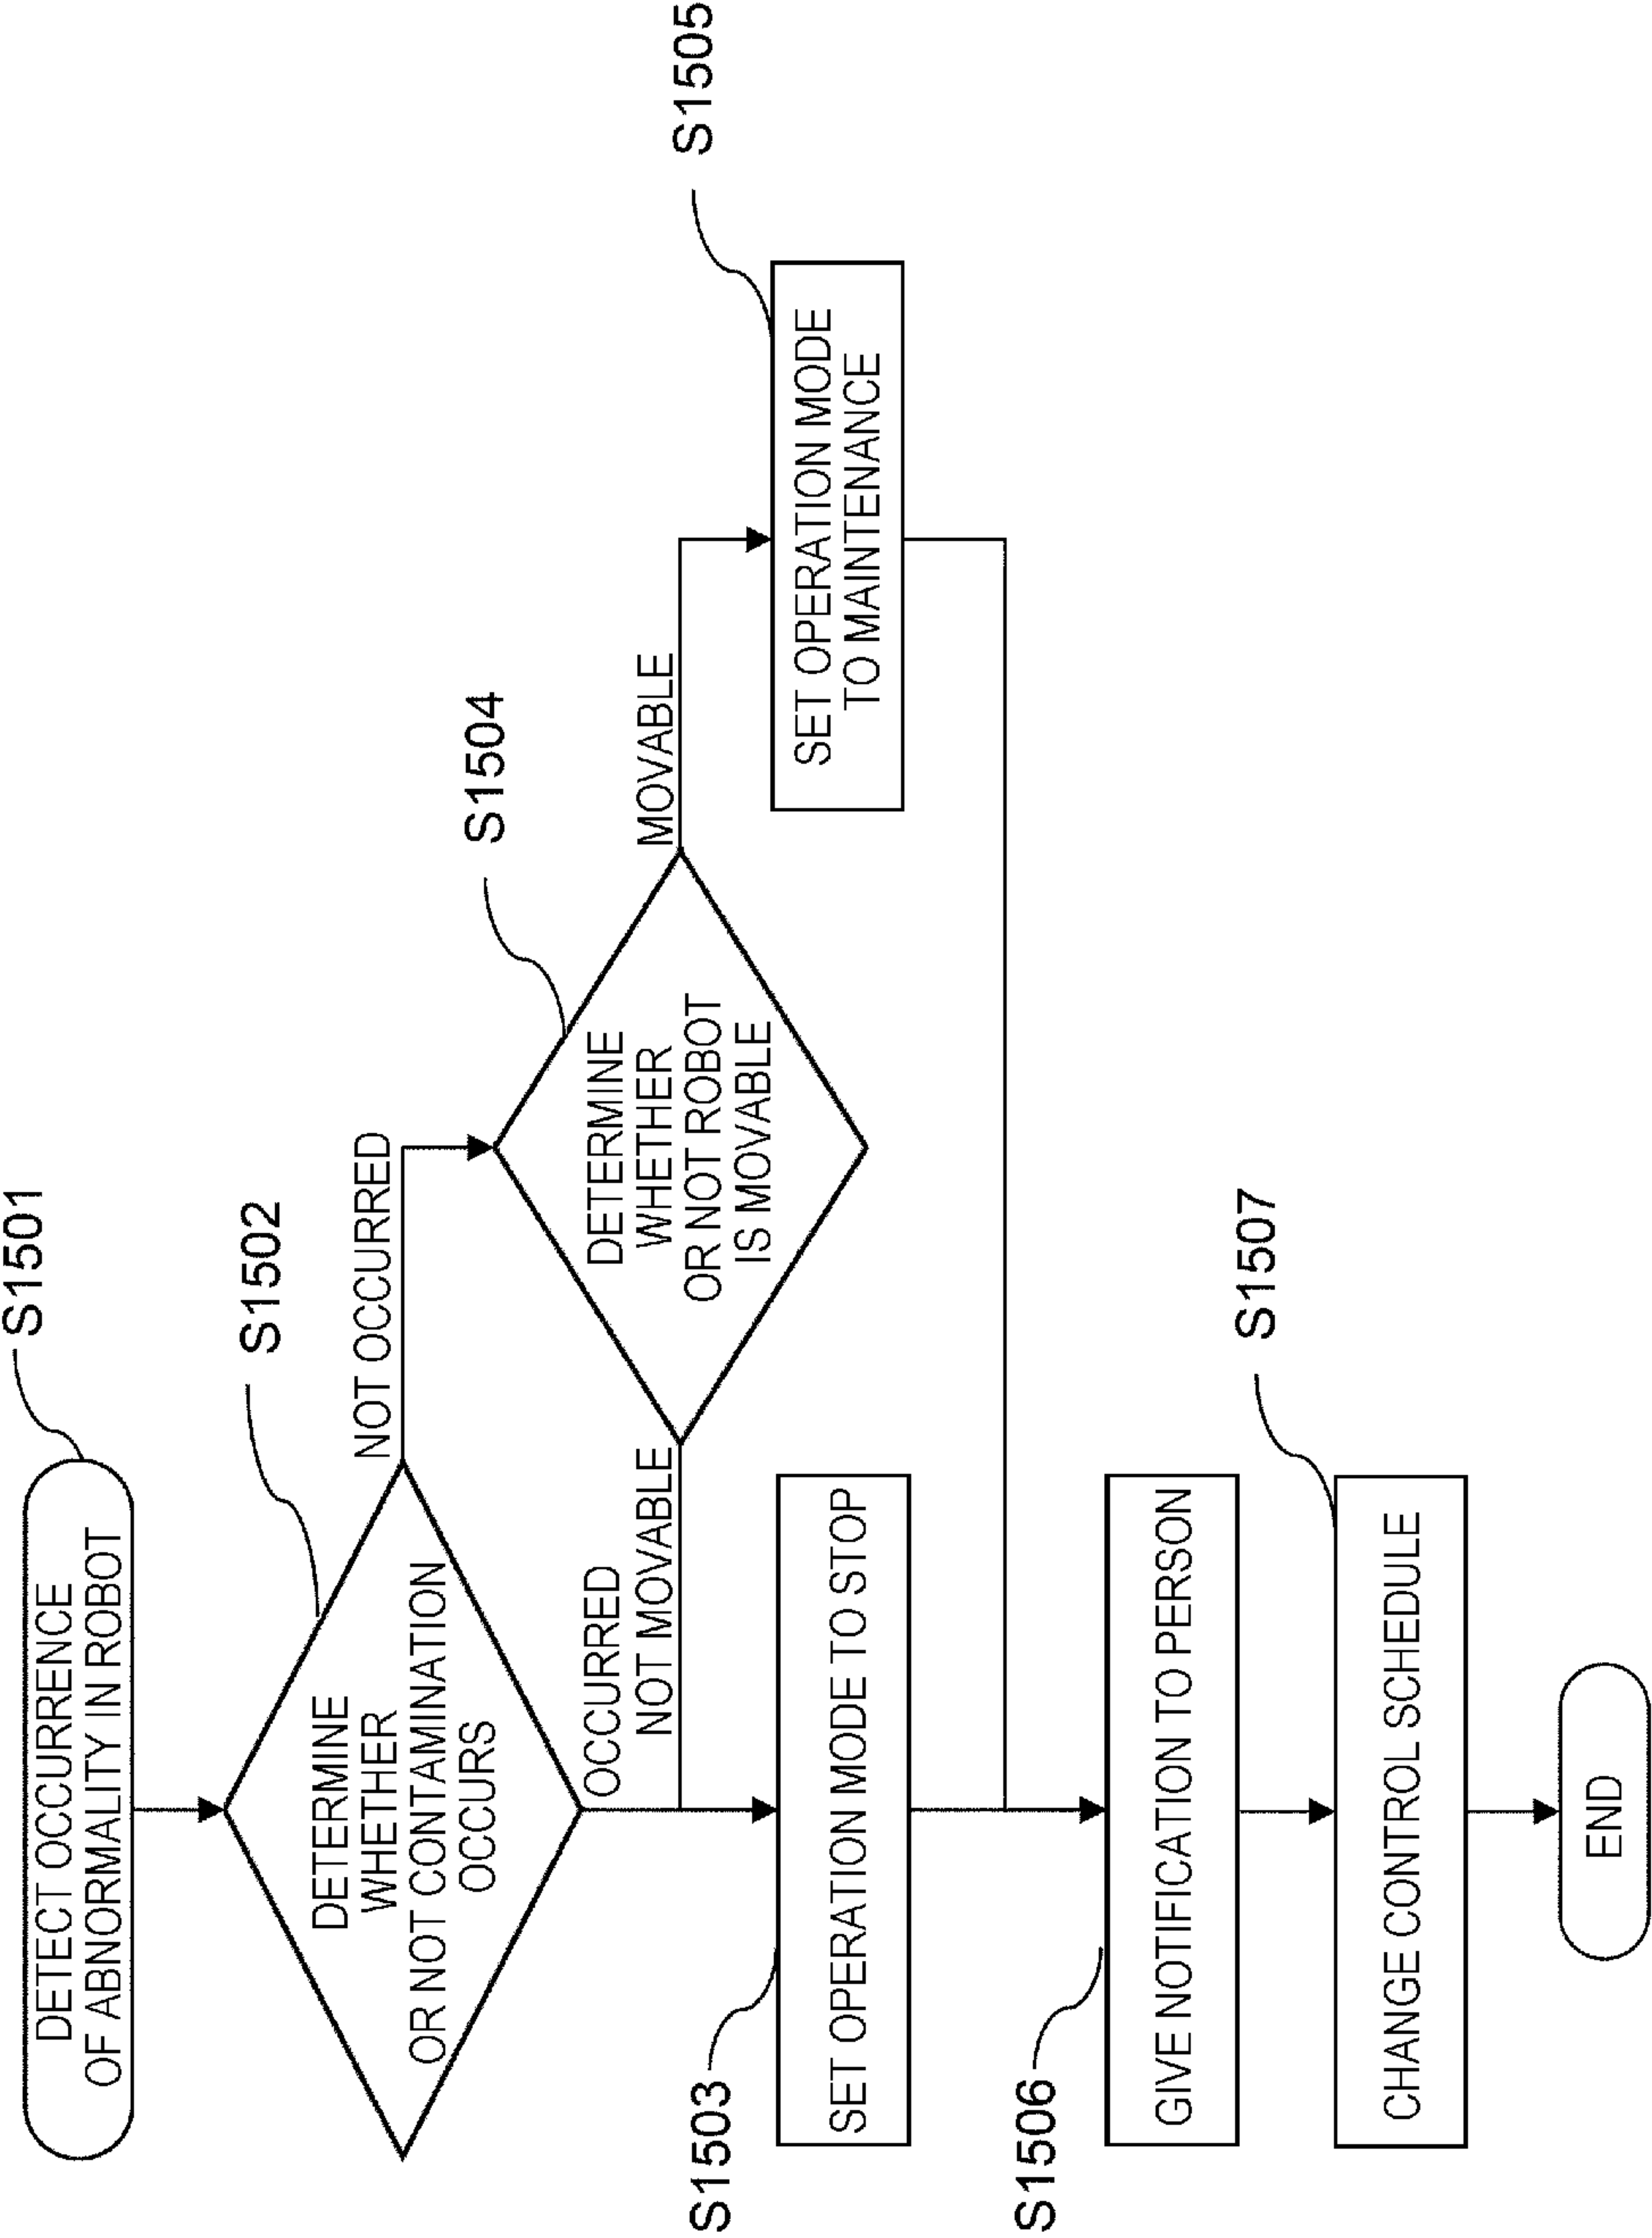 S1501
DETECT OCCURRENCE
OF ABNORMALITY IN ROBOT
S1502
DETERMINE
WHETHER
OR NOT CONTAMINATION
OCCURS
NOT OCCURRED
OCCURRED
S1504
DETERMINE
WHETHER
OR NOT ROBOT
IS MOVABLE
NOT MOVABLE
MOVABLE
S1503
SET OPERATION MODE TO STOP
S1505
SET OPERATION MODE
TO MAINTENANCE
S1506
GIVE NOTIFICATION TO PERSON
S1507
CHANGE CONTROL SCHEDULE
END